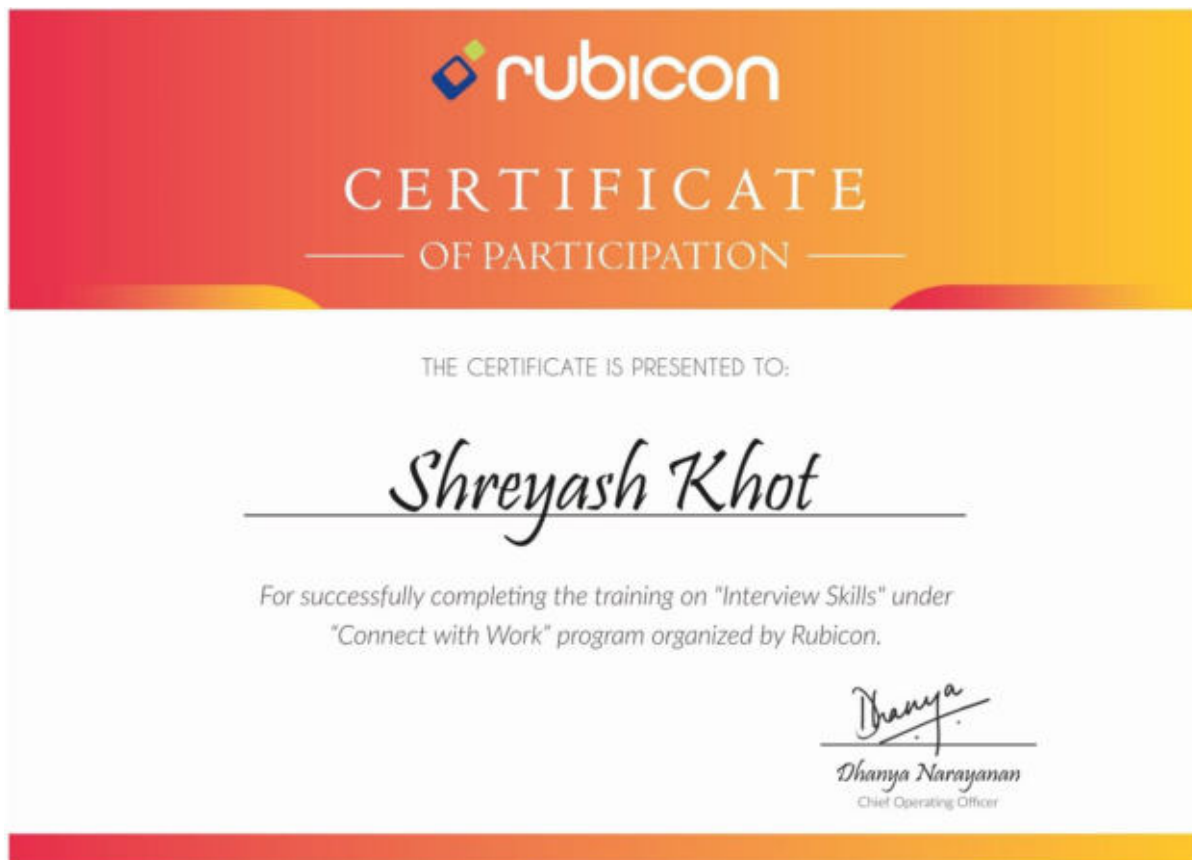 rubicon
CERTIFICATE
OF PARTICIPATION
THE CERTIFICATE IS PRESENTED TO:
Shreyash Khot
For successfully completing the training on "Interview Skills" under
"Connect with Work" program organized by Rubicon.
Dhanya
Dhanya Narayanan
Chief Operating Officer